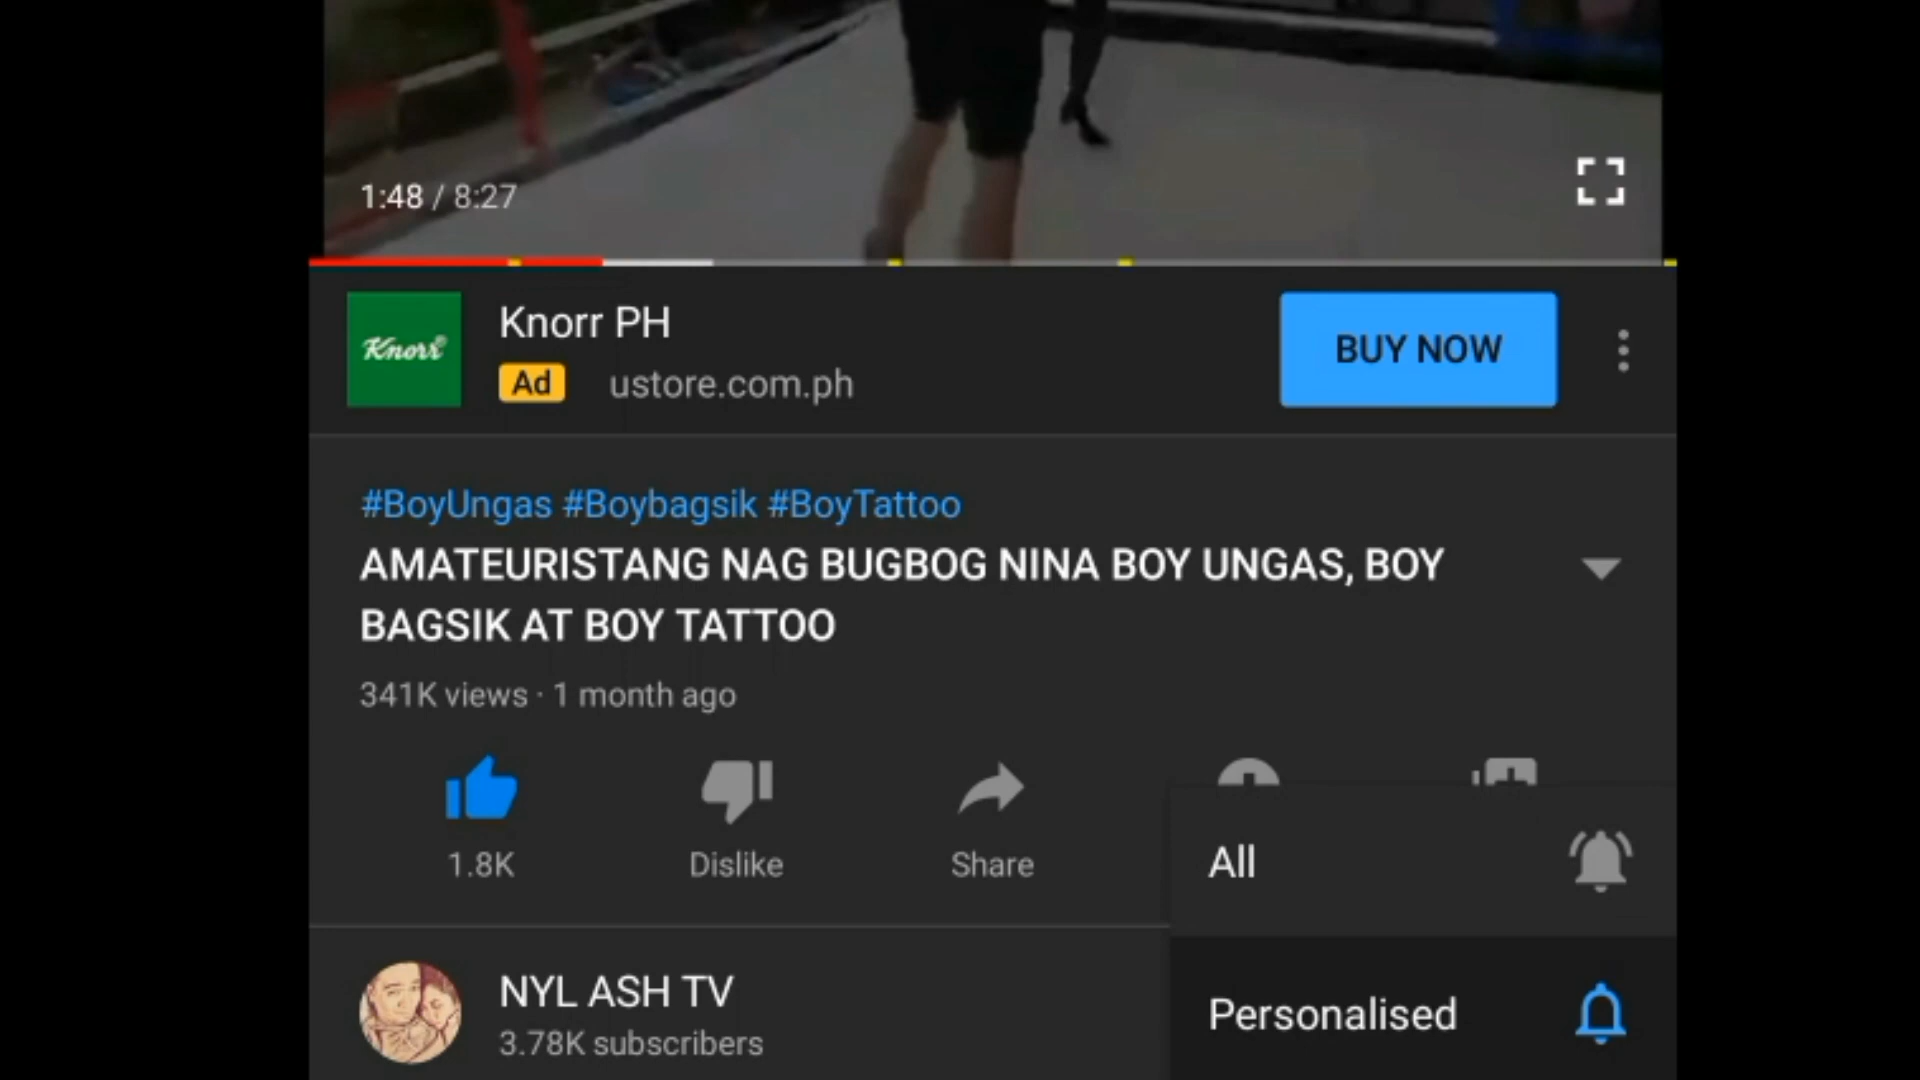 1:48 / 8:27
Knorr
Knorr PH
Ad ustore.com.ph
BUY NOW
#BoyUngas #Boybagsik #BoyTattoo
AMATEURISTANG NAG BUGBOG NINA BOY UNGAS, BOY
BAGSIK AT BOY TATTOO
341K views · 1 month ago
1.8K
Dislike
Share
All
NYL ASH TV
3.78K subscribers
Personalised